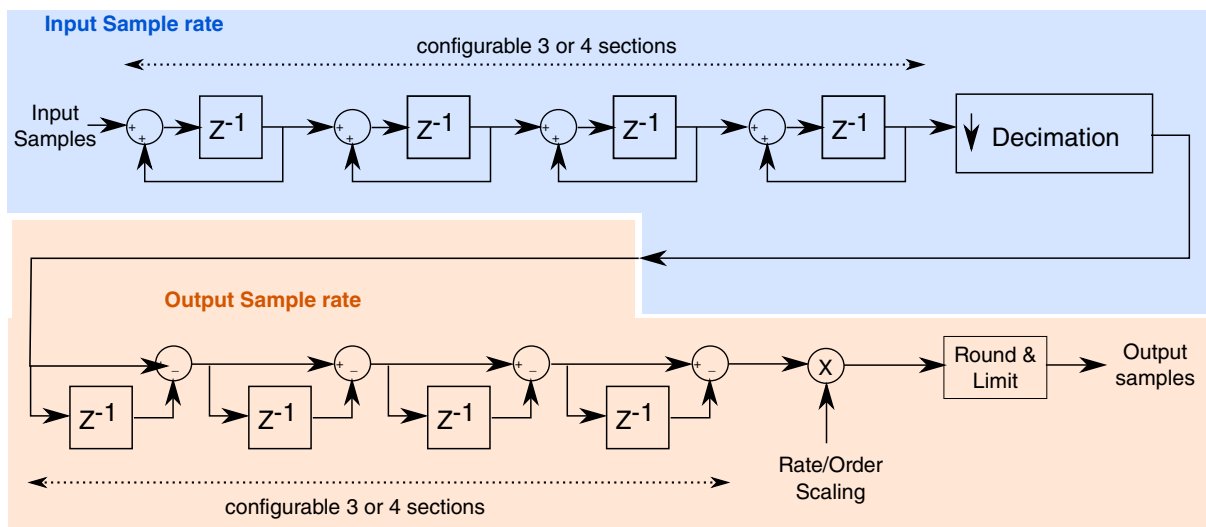 Input Sample rate
configurable 3 or 4 sections
Input
Samples
+
+
Z-1
+
+
Z-1
+
+
Z-1
+
+
Z-1
Decimation
Output Sample rate
+
−
Z-1
+
−
Z-1
+
−
Z-1
+
−
Z-1
X
Round &
Limit
Output
samples
Rate/Order
Scaling
configurable 3 or 4 sections